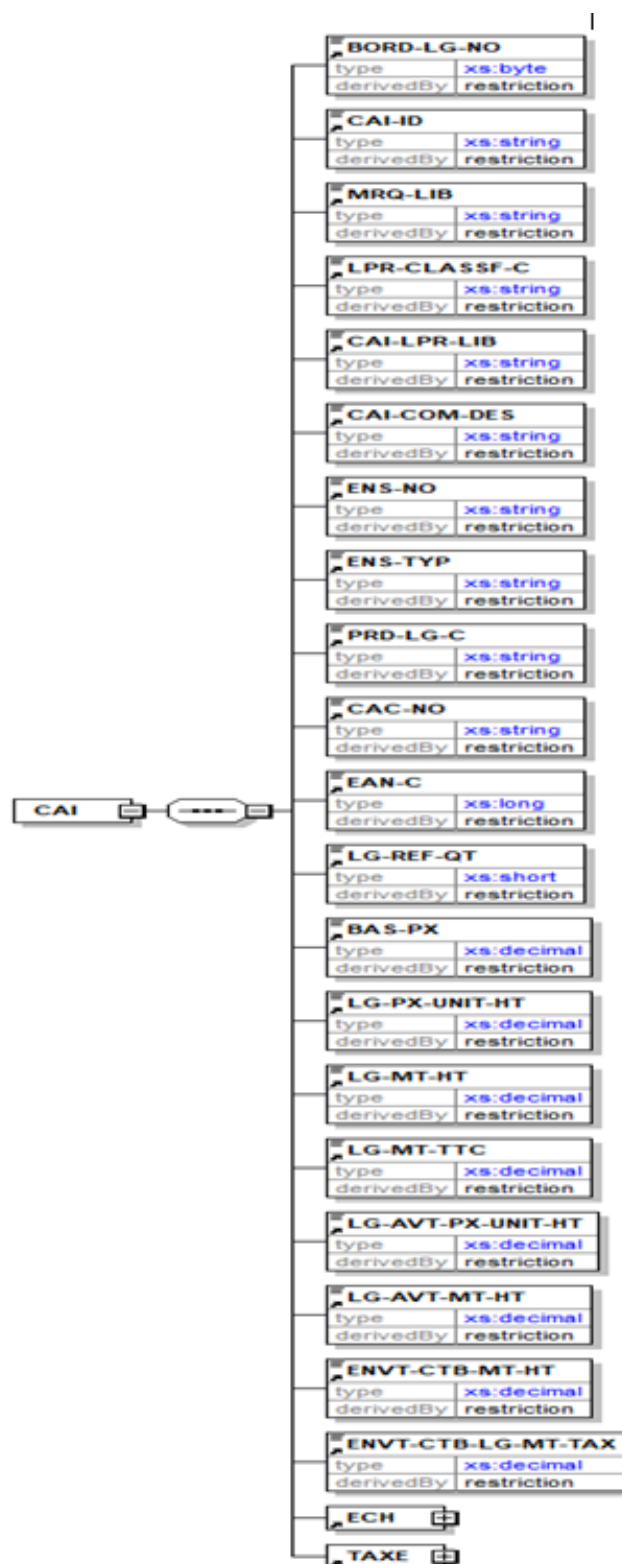 BORD-LG-NO
type xs:byte
derivedBy restriction
CAI-ID
type xs:string
derivedBy restriction
MRQ-LIB
type xs:string
derivedBy restriction
LPR-CLASSF-C
type xs:string
derivedBy restriction
CAI-LPR-LIB
type xs:string
derivedBy restriction
CAI-COM-DES
type xs:string
derivedBy restriction
ENS-NO
type xs:string
derivedBy restriction
ENS-TYP
type xs:string
derivedBy restriction
PRD-LG-C
type xs:string
derivedBy restriction
CAC-NO
type xs:string
derivedBy restriction
CAI
EAN-C
type xs:long
derivedBy restriction
LG-REF-QT
type xs:short
derivedBy restriction
BAS-PX
type xs:decimal
derivedBy restriction
LG-PX-UNIT-HT
type xs:decimal
derivedBy restriction
LG-MT-HT
type xs:decimal
derivedBy restriction
LG-MT-TTC
type xs:decimal
derivedBy restriction
LG-AVT-PX-UNIT-HT
type xs:decimal
derivedBy restriction
LG-AVT-MT-HT
type xs:decimal
derivedBy restriction
ENVT-CTB-MT-HT
type xs:decimal
derivedBy restriction
ENVT-CTB-LG-MT-TAX
type xs:decimal
derivedBy restriction
ECH
TAXE